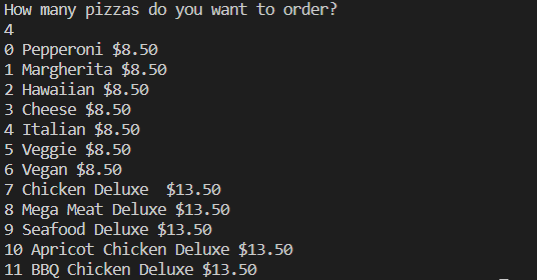 How many pizzas do you want to order?
4
0 Pepperoni $8.50
1 Margherita $8.50
2 Hawaiian $8.50
3 Cheese $8.50
4 Italian $8.50
5 Veggie $8.50
6 Vegan $8.50
7 Chicken Deluxe  $13.50
8 Mega Meat Deluxe $13.50
9 Seafood Deluxe $13.50
10 Apricot Chicken Deluxe $13.50
11 BBQ Chicken Deluxe $13.50